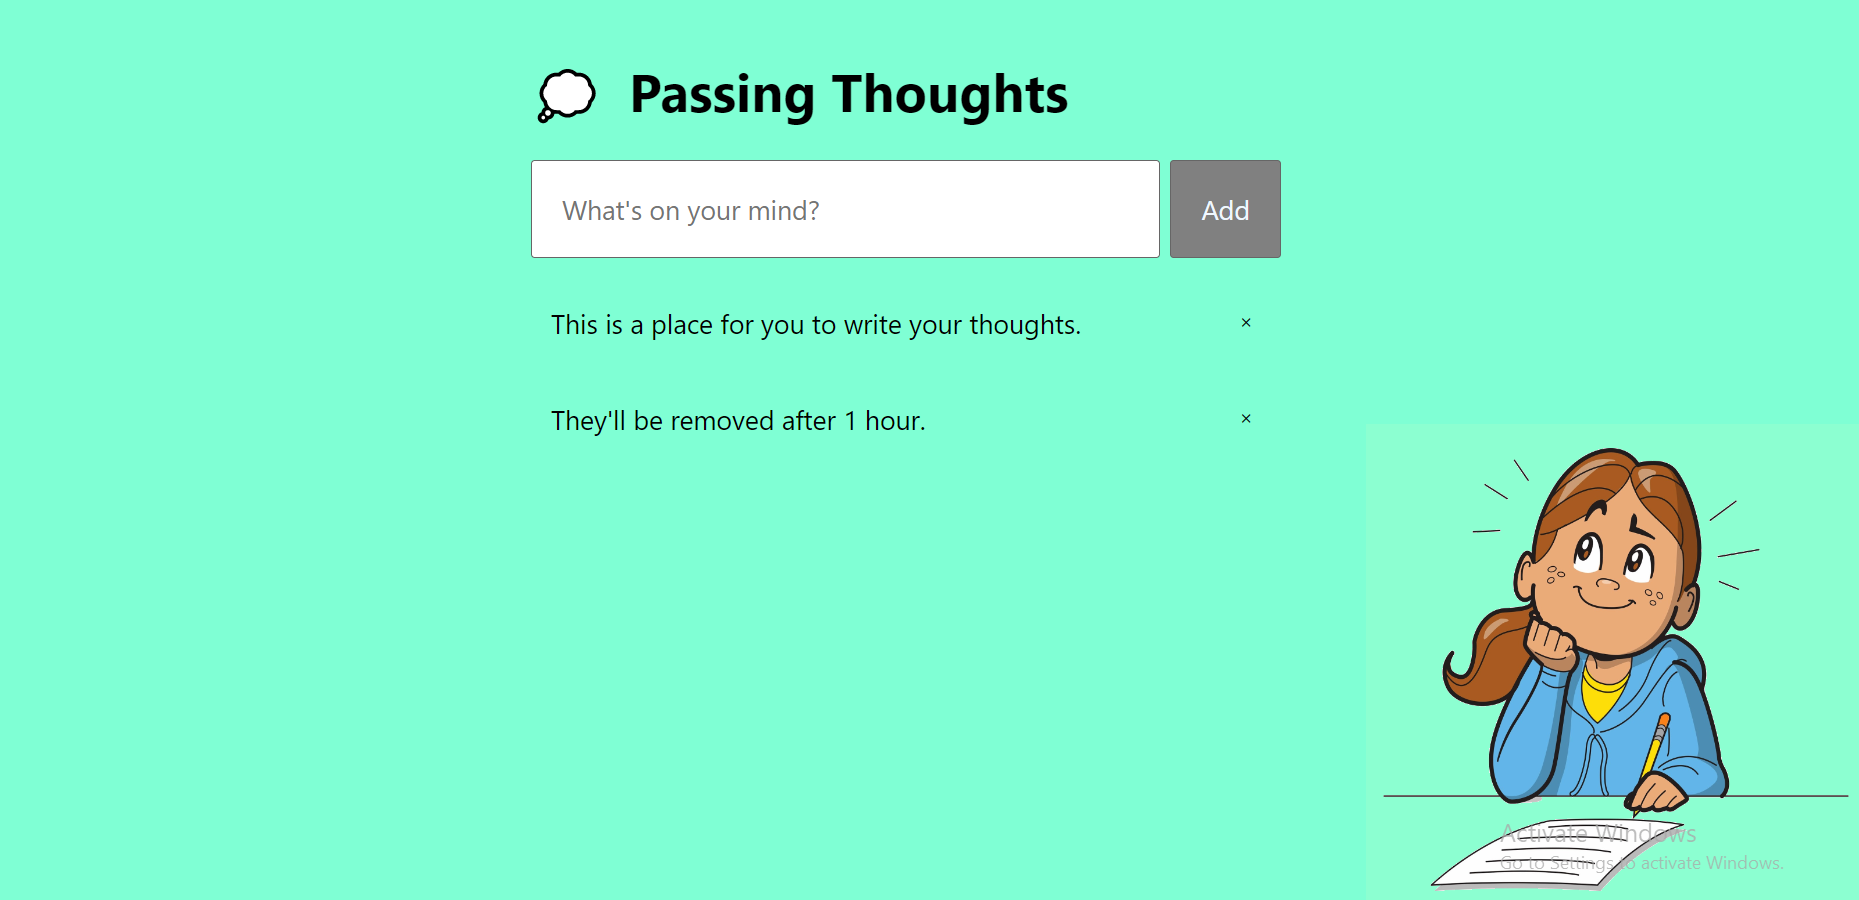 Passing Thoughts
What's on your mind?
Add
This is a place for you to write your thoughts.
×
They'll be removed after 1 hour.
×
Activate Windows
Go to Settings to activate Windows.